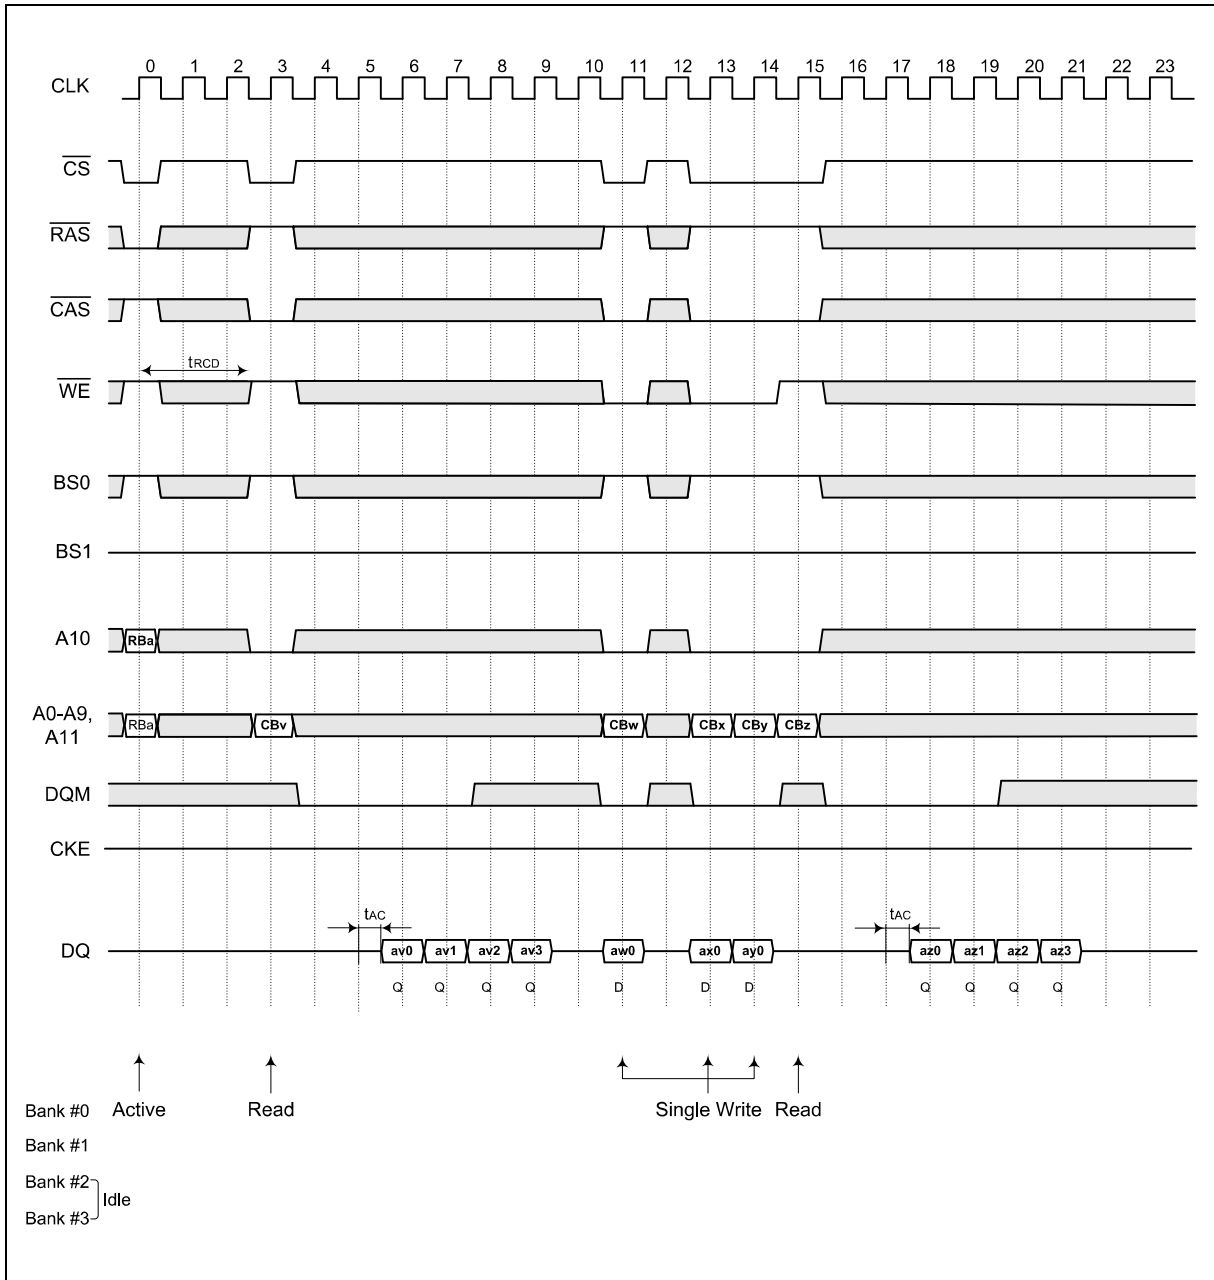 0 1 2 3 4 5 6 7 8 9 10 11 12 13 14 15 16 17 18 19 20 21 22 23
CLK
CS
RAS
CAS
tRCD
WE
BS0
BS1
A10 RBa
A0-A9,
A11
RBa CBv CBw CBx CBy CBz
DQM
CKE
tAC tAC
DQ av0 av1 av2 av3 aw0 ax0 ay0 az0 az1 az2 az3
Q Q Q Q D D D Q Q Q Q
Bank #0 Active Read Single Write Read
Bank #1
Bank #2
Idle
Bank #3